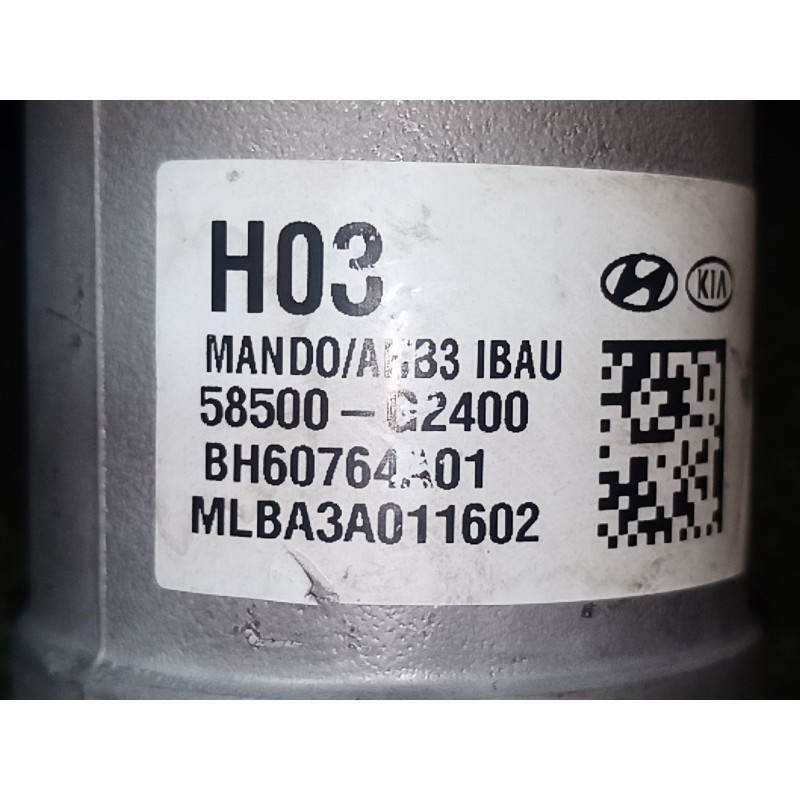 H03
KIA
MANDO/AHB3 IBAU
58500-G2400
BH60764A01
MLBA3A011602